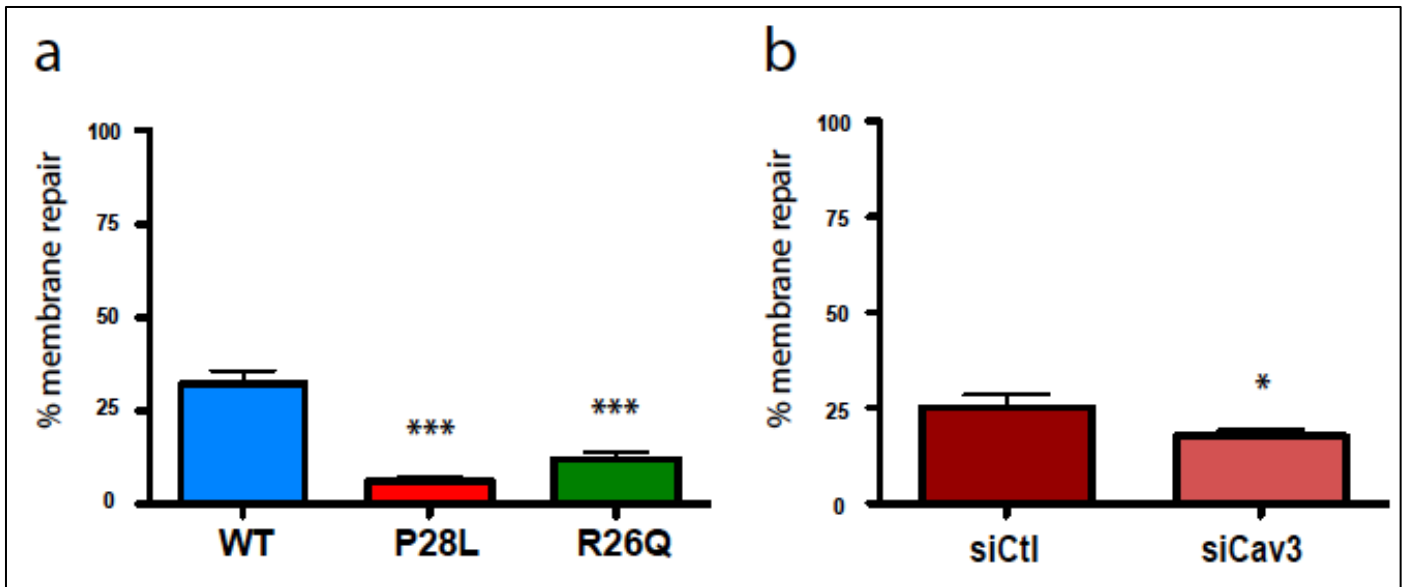 a
% membrane repair
100
75
50
25
0
***
***
WT P28L R26Q
b
% membrane repair
100
75
50
25
0
*
siCtl siCav3